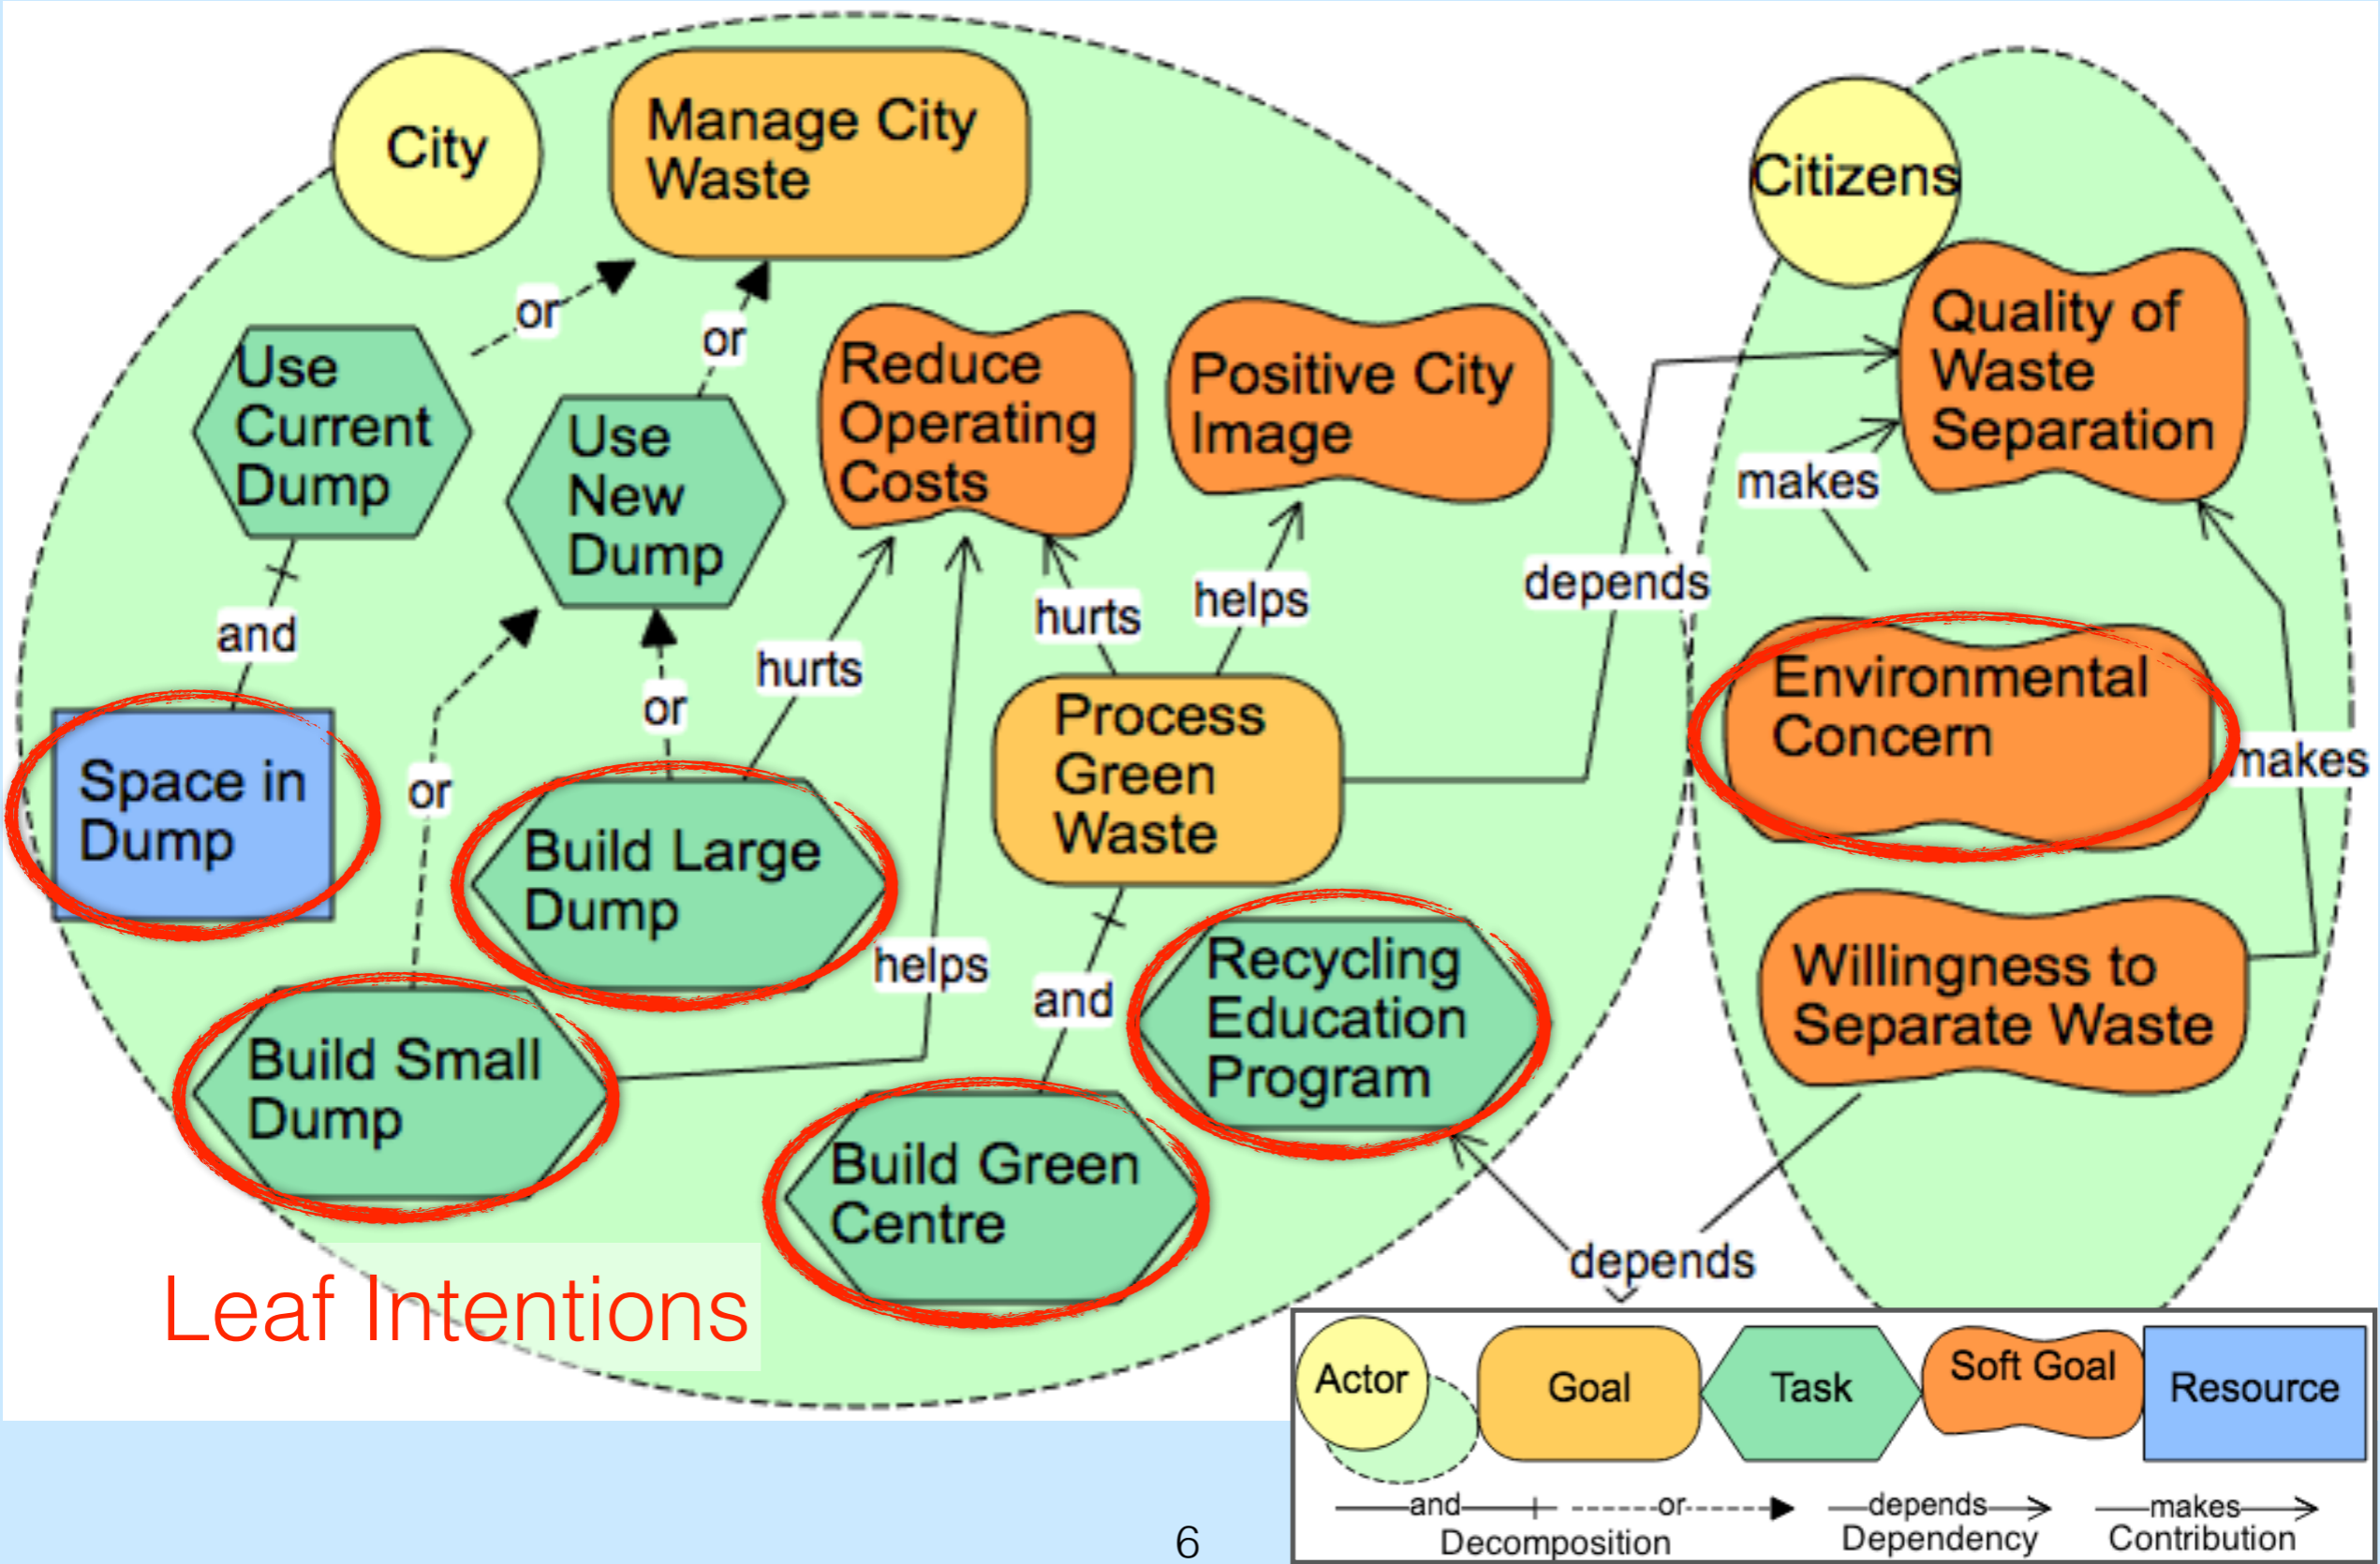 City
Manage City
Waste
Citizens
or
or
Use
Current
Dump
Use
New
Dump
Reduce
Operating
Costs
Positive City
Image
Quality of
Waste
Separation
makes
depends
and
hurts
hurts
helps
or
or
Space in
Dump
Build Large
Dump
Process
Green
Waste
Environmental
Concern
makes
helps
and
Recycling
Education
Program
Willingness to
Separate Waste
Build Small
Dump
Build Green
Centre
depends
Leaf Intentions
Actor
Goal
Task
Soft Goal
Resource
and
or
depends
makes
Decomposition
Dependency
Contribution
6